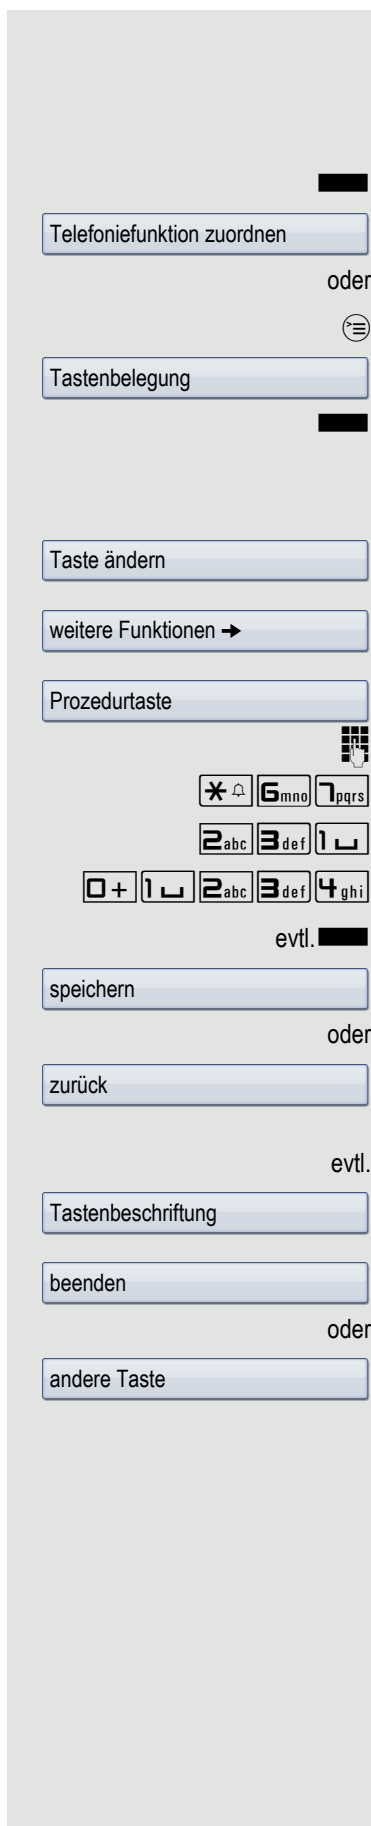 Telefoniefunktion zuordnen
oder
Tastenbelegung
Taste ändern
weitere Funktionen →
Prozedurtaste
* 6mno 7pqrs
2abc 3def 1
0+ 1 2abc 3def 4ghi
evtl.
speichern
oder
zurück
evtl.
Tastenbeschriftung
beenden
oder
andere Taste